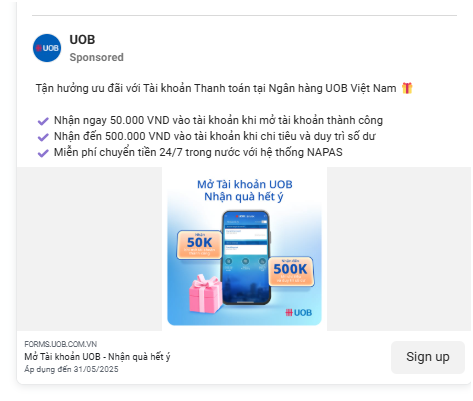 UOB
UOB
Sponsored
Tận hưởng ưu đãi với Tài khoản Thanh toán tại Ngân hàng UOB Việt Nam 🎁
Nhận ngay 50.000 VND vào tài khoản khi mở tài khoản thành công
Nhận đến 500.000 VND vào tài khoản khi chi tiêu và duy trì số dư
Miễn phí chuyển tiền 24/7 trong nước với hệ thống NAPAS
Mở Tài khoản UOB
Nhận quà hết ý
NHẬN
50K
NHẬN ĐẾN
500K
UOB
FORMS.UOB.COM.VN
Mở Tài khoản UOB - Nhận quà hết ý
Áp dụng đến 31/05/2025
Sign up